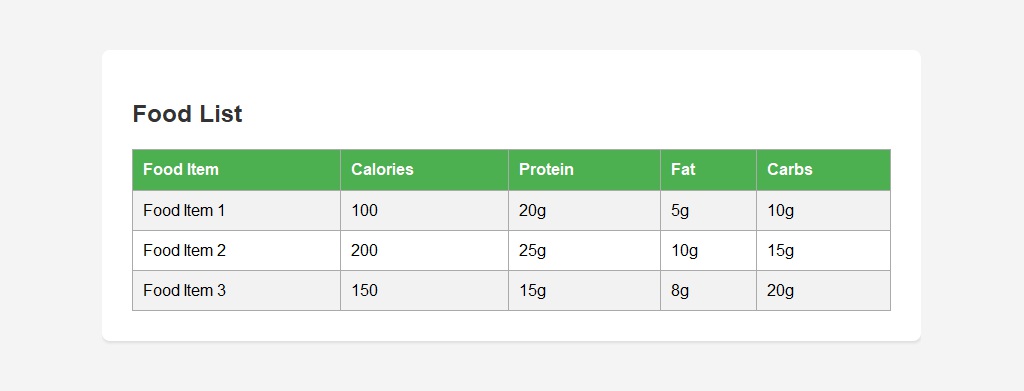 Food List
Food Item Calories Protein Fat Carbs
Food Item 1 100 20g 5g 10g
Food Item 2 200 25g 10g 15g
Food Item 3 150 15g 8g 20g